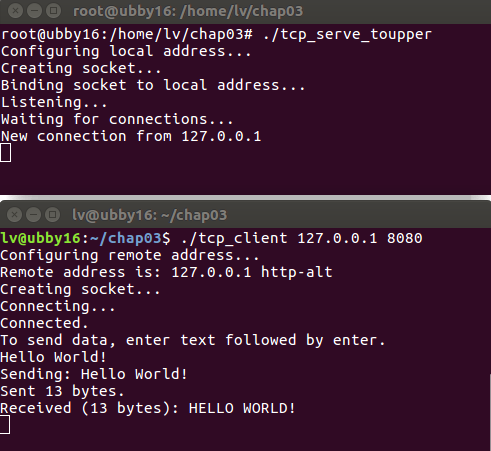 root@ubby16: /home/lv/chap03
root@ubby16:/home/lv/chap03# ./tcp_serve_toupper
Configuring local address...
Creating socket...
Binding socket to local address...
Listening...
Waiting for connections...
New connection from 127.0.0.1
lv@ubby16: ~/chap03
lv@ubby16:~/chap03$ ./tcp_client 127.0.0.1 8080
Configuring remote address...
Remote address is: 127.0.0.1 http-alt
Creating socket...
Connecting...
Connected.
To send data, enter text followed by enter.
Hello World!
Sending: Hello World!
Sent 13 bytes.
Received (13 bytes): HELLO WORLD!